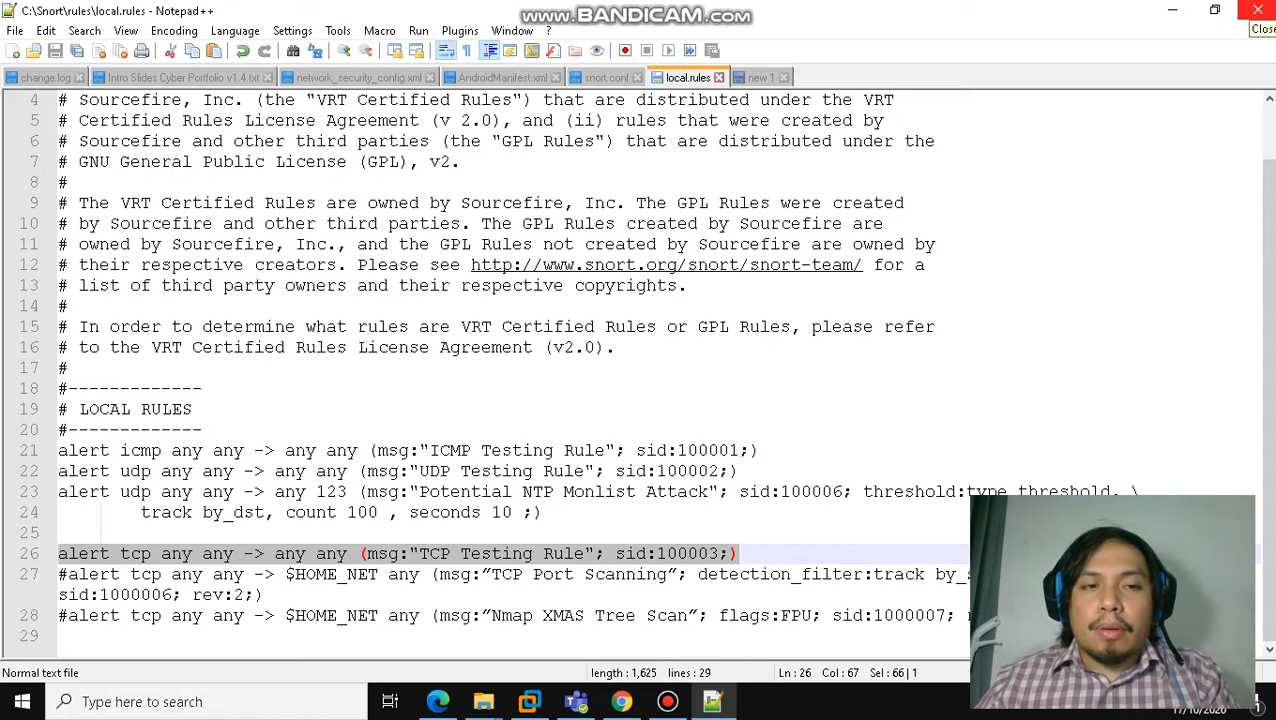 C:\Snort\rules\local.rules - Notepad++
www.BANDICAM.com
Close
File Edit Search View Encoding Language Settings Tools Macro Run Plugins Window ?
change.log Intro Slides Cyber Portfolio v1.4.txt network_security_config.xml AndroidManifest.xml snort.conf local.rules new 1
4 # Sourcefire, Inc. (the "VRT Certified Rules") that are distributed under the VRT
5 # Certified Rules License Agreement (v 2.0), and (ii) rules that were created by
6 # Sourcefire and other third parties (the "GPL Rules") that are distributed under the
7 # GNU General Public License (GPL), v2.
8 #
9 # The VRT Certified Rules are owned by Sourcefire, Inc. The GPL Rules were created
10 # by Sourcefire and other third parties. The GPL Rules created by Sourcefire are
11 # owned by Sourcefire, Inc., and the GPL Rules not created by Sourcefire are owned by
12 # their respective creators. Please see http://www.snort.org/snort/snort-team/ for a
13 # list of third party owners and their respective copyrights.
14 #
15 # In order to determine what rules are VRT Certified Rules or GPL Rules, please refer
16 # to the VRT Certified Rules License Agreement (v2.0).
17 #
18 #-------------
19 # LOCAL RULES
20 #-------------
21 alert icmp any any -> any any (msg:"ICMP Testing Rule"; sid:100001;)
22 alert udp any any -> any any (msg:"UDP Testing Rule"; sid:100002;)
23 alert udp any any -> any 123 (msg:"Potential NTP Monlist Attack"; sid:100006; threshold:type threshold, \
24 track by_dst, count 100 , seconds 10 ;)
25
26 alert tcp any any -> any any (msg:"TCP Testing Rule"; sid:100003;)
27 #alert tcp any any -> $HOME_NET any (msg:”TCP Port Scanning”; detection_filter:track
sid:1000006; rev:2;)
28 #alert tcp any any -> $HOME_NET any (msg:”Nmap XMAS Tree Scan”; flags:FPU; sid:1000007;
29
Normal text file length : 1,625 lines : 29 Ln : 26 Col : 67 Sel : 66 | 1
Type here to search
17/10/2020